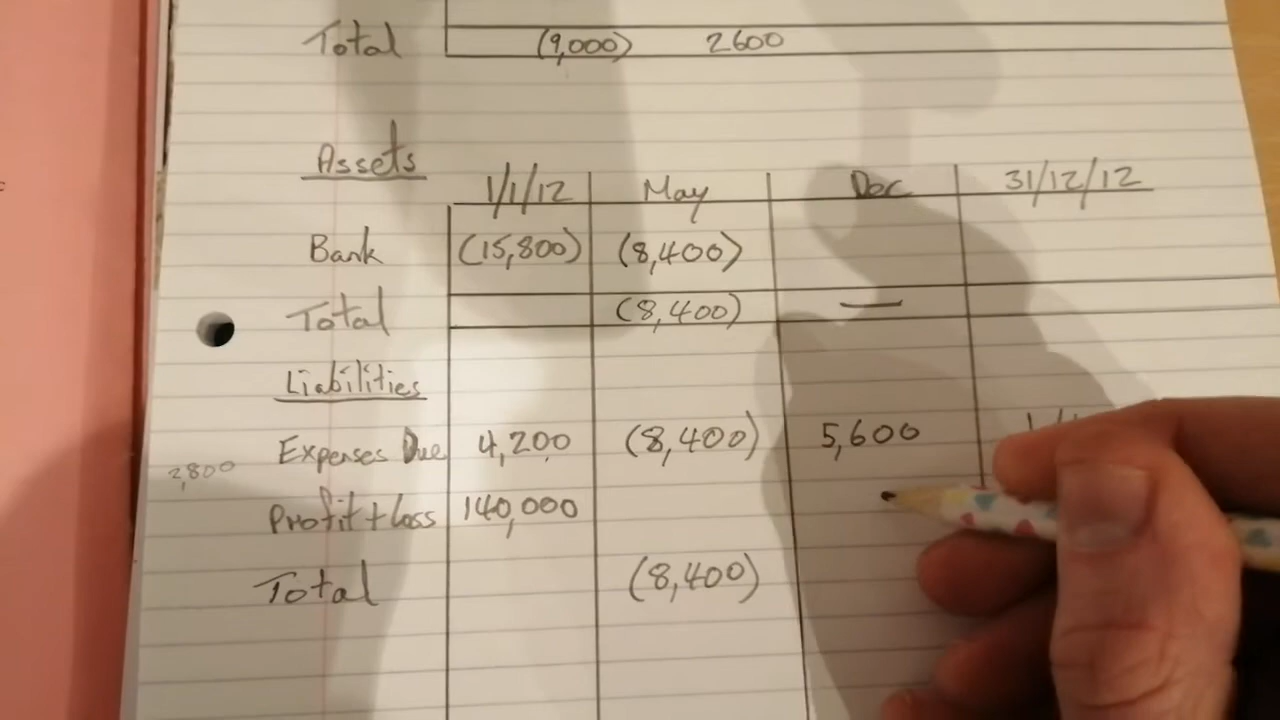 Total (9,000) 2600
Assets
1/1/12 May Dec 31/12/12
Bank (15,800) (8,400)
Total (8,400) —
Liabilities
Expenses Due 4,200 (8,400) 5,600
2,800
Profit + Loss 140,000
Total (8,400)